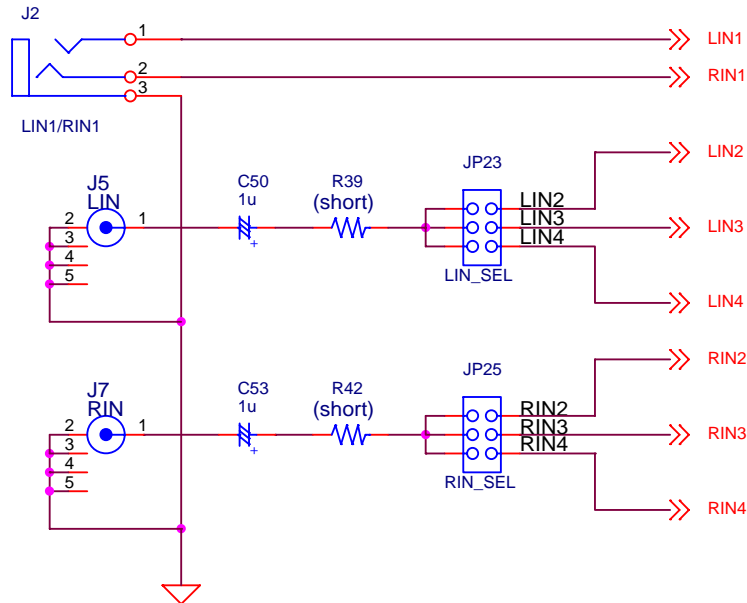 J2
1
LIN1
2
RIN1
3
LIN1/RIN1
JP23
LIN2
J5
LIN
C50
1u
R39
(short)
LIN2
LIN3
LIN4
2
1
3
4
5
+
LIN3
LIN_SEL
LIN4
JP25
RIN2
J7
RIN
C53
1u
R42
(short)
RIN2
RIN3
RIN4
2
1
3
4
5
+
RIN3
RIN_SEL
RIN4